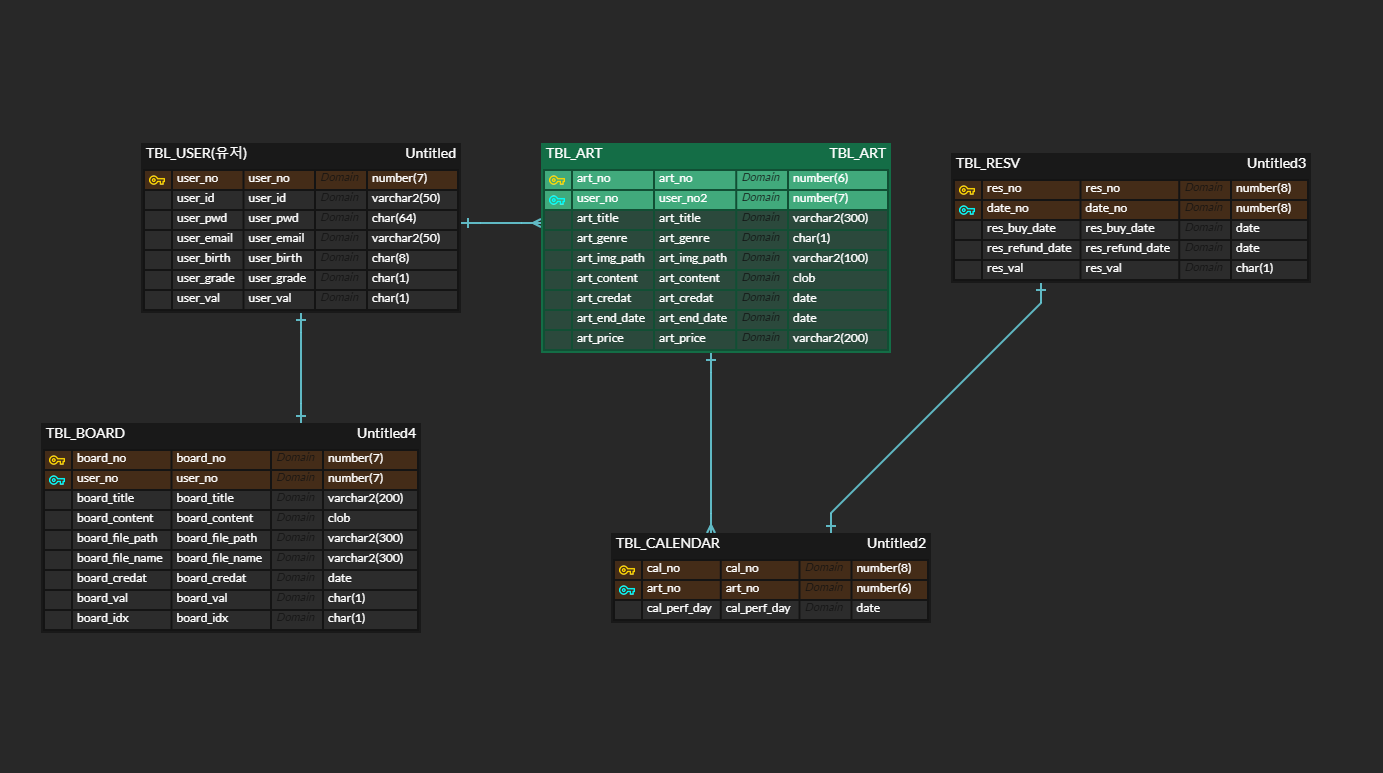 TBL_USER(유저) Untitled
user_no user_no Domain number(7)
user_id user_id Domain varchar2(50)
user_pwd user_pwd Domain char(64)
user_email user_email Domain varchar2(50)
user_birth user_birth Domain char(8)
user_grade user_grade Domain char(1)
user_val user_val Domain char(1)
TBL_ART TBL_ART
art_no art_no Domain number(6)
user_no user_no2 Domain number(7)
art_title art_title Domain varchar2(300)
art_genre art_genre Domain char(1)
art_img_path art_img_path Domain varchar2(100)
art_content art_content Domain clob
art_credat art_credat Domain date
art_end_date art_end_date Domain date
art_price art_price Domain varchar2(200)
TBL_RESV Untitled3
res_no res_no Domain number(8)
date_no date_no Domain number(8)
res_buy_date res_buy_date Domain date
res_refund_date res_refund_date Domain date
res_val res_val Domain char(1)
TBL_BOARD Untitled4
board_no board_no Domain number(7)
user_no user_no Domain number(7)
board_title board_title Domain varchar2(200)
board_content board_content Domain clob
board_file_path board_file_path Domain varchar2(300)
board_file_name board_file_name Domain varchar2(300)
board_credat board_credat Domain date
board_val board_val Domain char(1)
board_idx board_idx Domain char(1)
TBL_CALENDAR Untitled2
cal_no cal_no Domain number(8)
art_no art_no Domain number(6)
cal_perf_day cal_perf_day Domain date